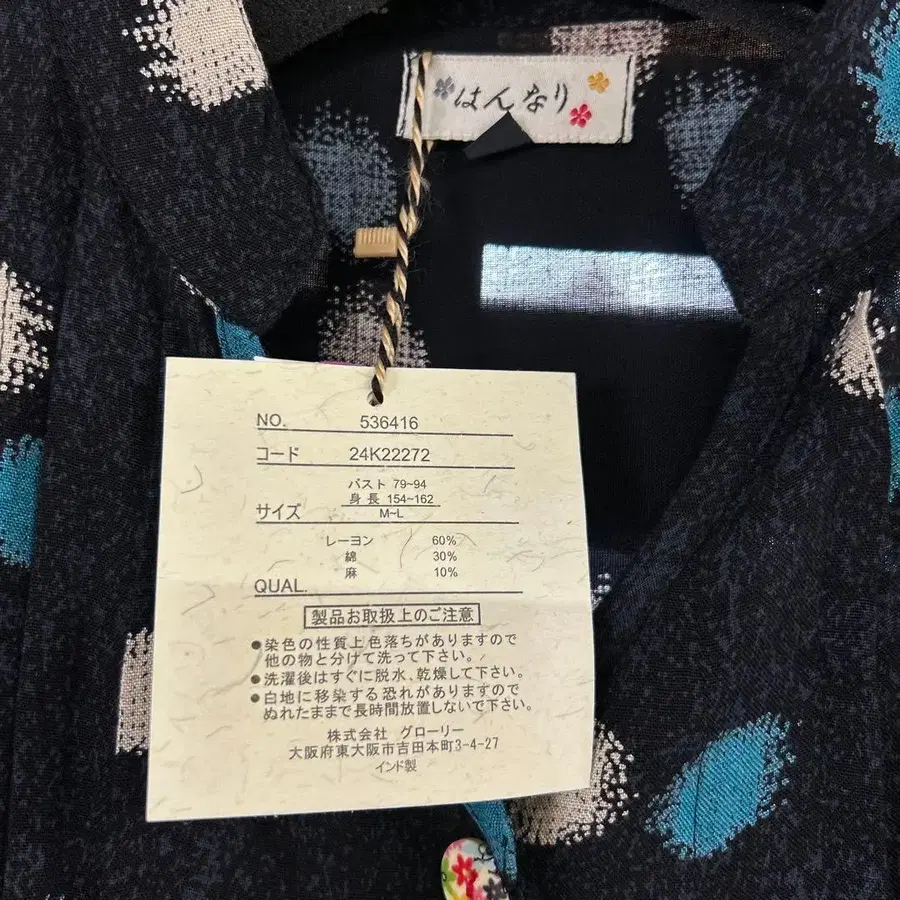 はんなり
NO. 536416
コード 24K22272
バスト 79~94
身長 154~162
サイズ M~L
レーヨン 60%
綿 30%
麻 10%
QUAL.
製品お取扱上のご注意
●染色の性質上色落ちがありますので
他の物と分けて洗って下さい。
●洗濯後はすぐに脱水、乾燥して下さい。
●白地に移染する恐れがありますので
ぬれたままで長時間放置しないで下さい。
株式会社 グローリー
大阪府東大阪市吉田本町3-4-27
インド製